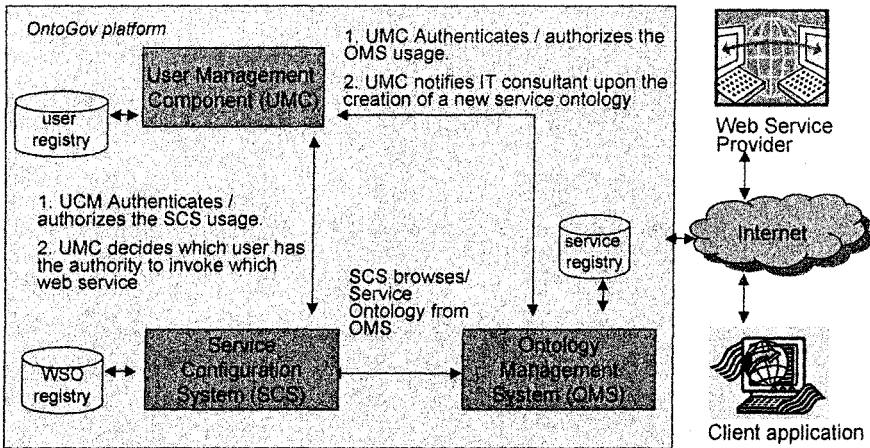 OntoGov platform
User Management
Component (UMC)
user
registry
1. UMC Authenticates / authorizes the
OMS usage.
2. UMC notifies IT consultant upon the
creation of a new service ontology
Web Service
Provider
1. UCM Authenticates /
authorizes the SCS usage.
2. UMC decides which user has
the authority to invoke which
web service
service
registry
Internet
SCS browses/
Service
Ontology from
OMS
WSO
registry
Service
Configuration
System (SCS)
Ontology
Management
System (OMS)
Client application